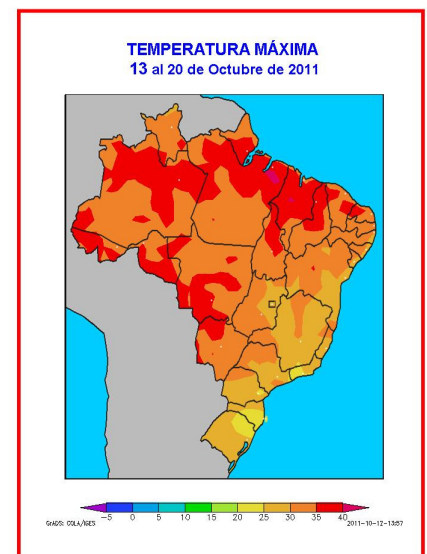 TEMPERATURA MÁXIMA
13 al 20 de Octubre de 2011
-5 0 5 10 15 20 25 30 35 40
GrADS: COLA/IGES 2011-10-12-13:57